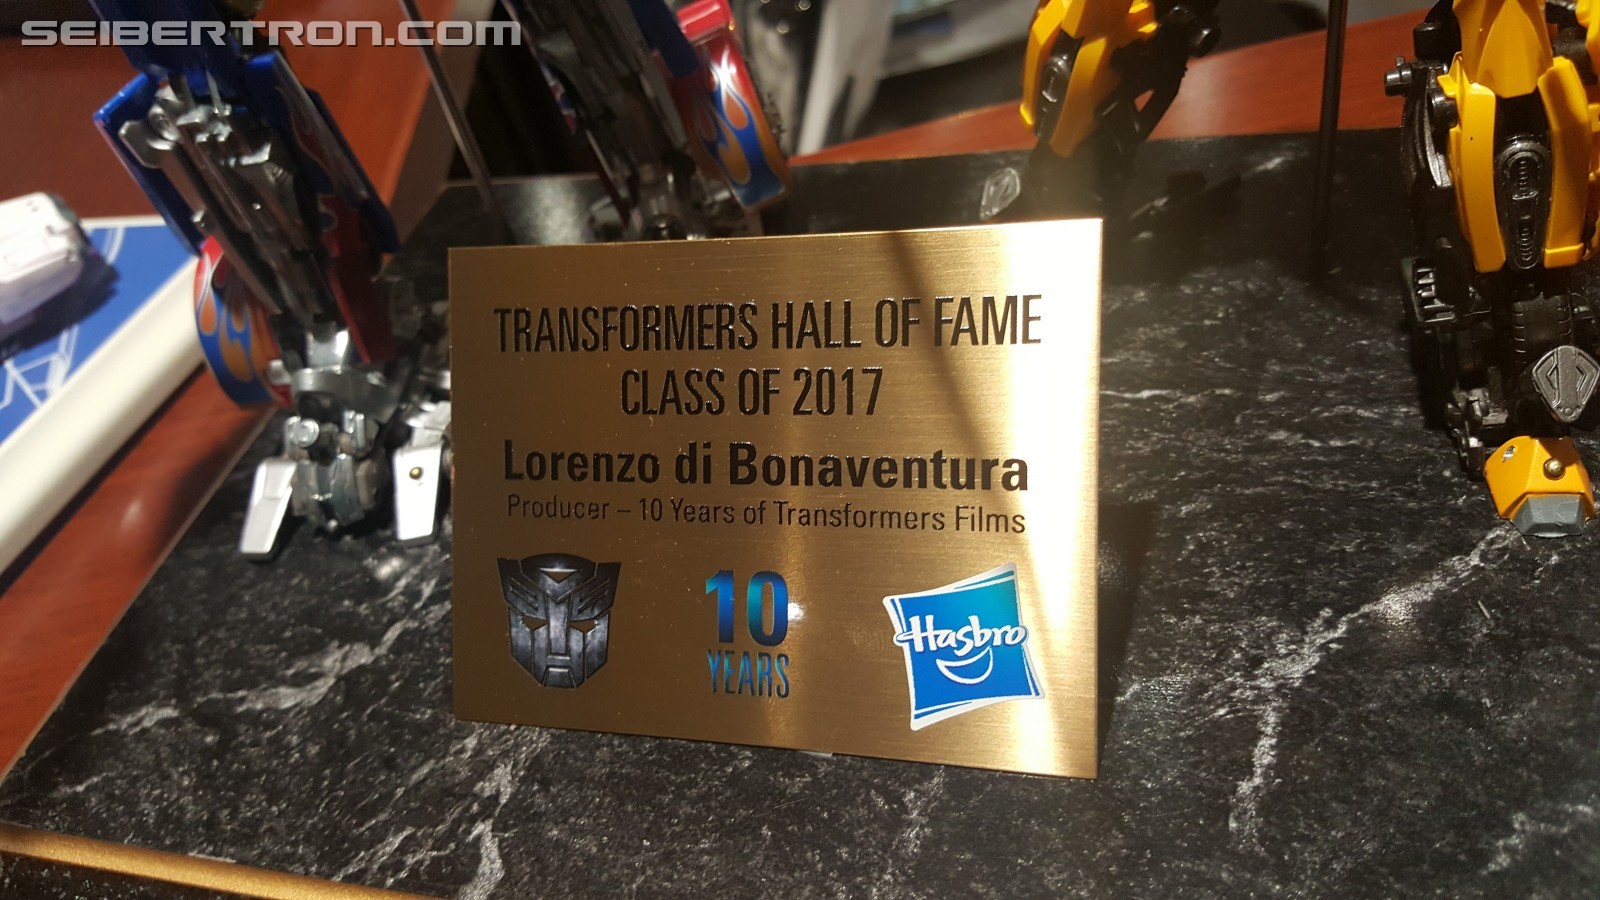 SEIBERTRON.com
TRANSFORMERS HALL OF FAME
CLASS OF 2017
Lorenzo di Bonaventura
Producer – 10 Years of Transformers Films
10
YEARS
Hasbro